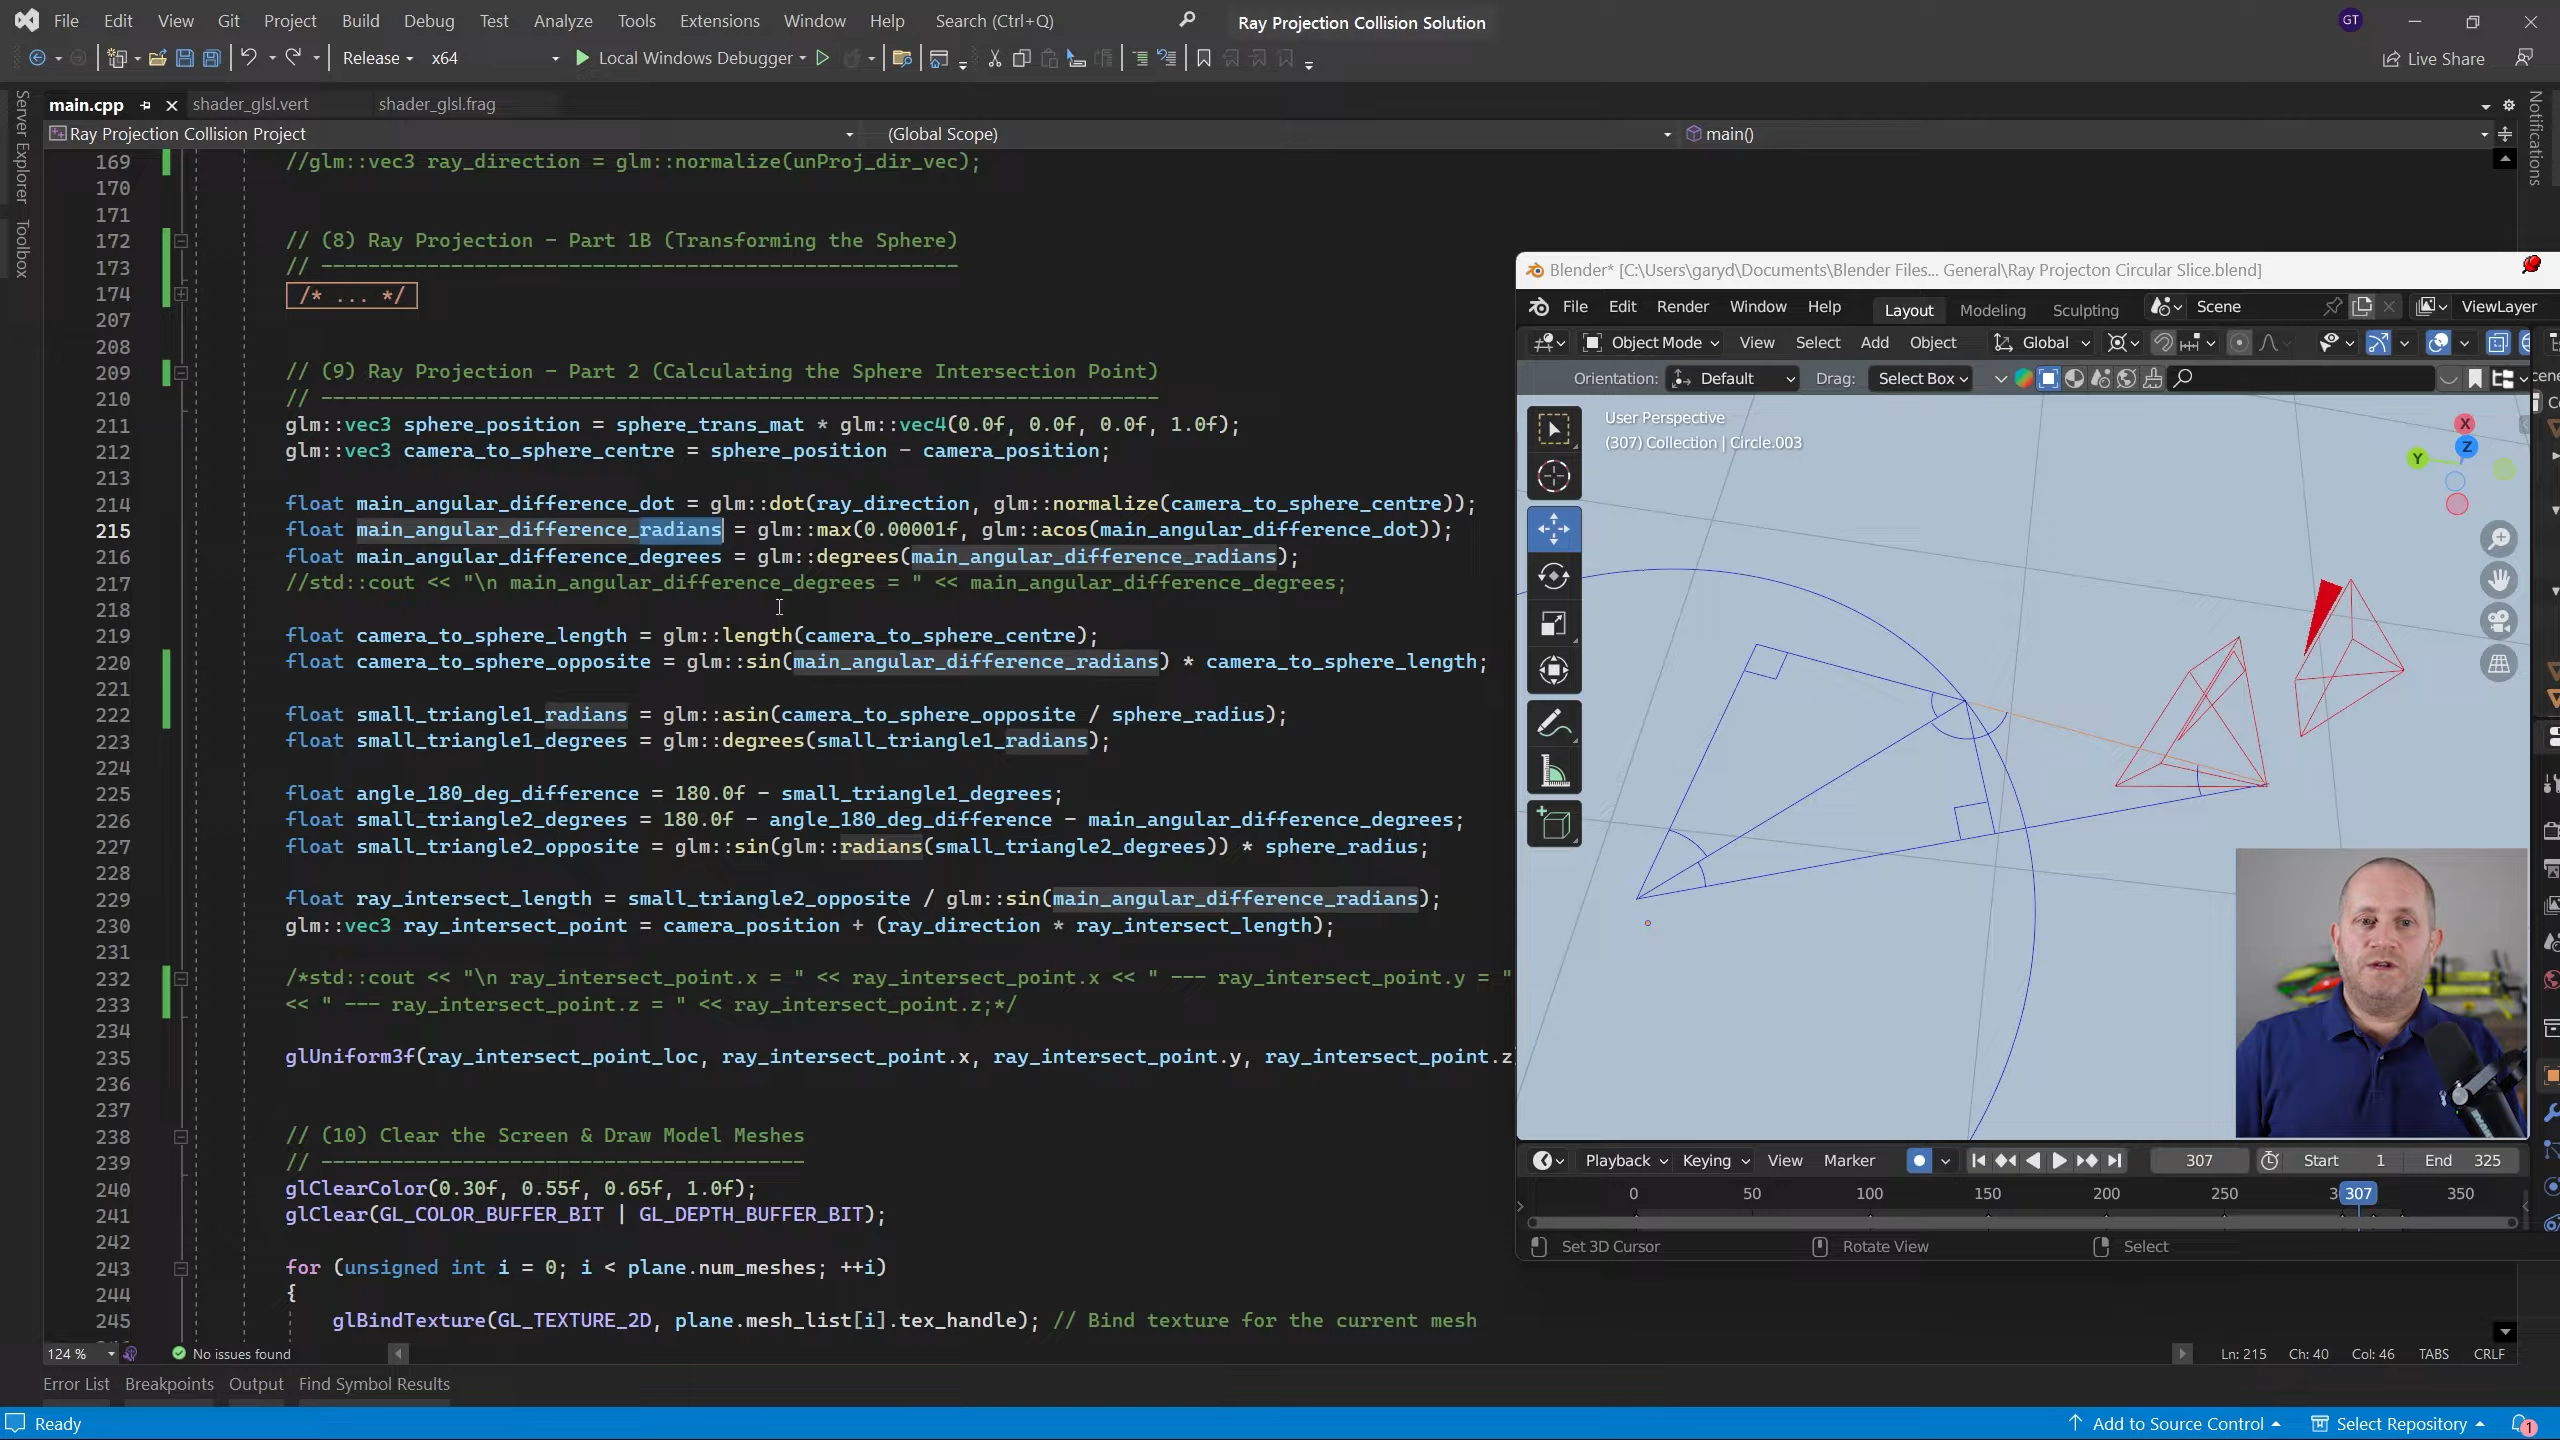 File Edit View Git Project Build Debug Test Analyze Tools Extensions Window Help Search (Ctrl+Q) Ray Projection Collision Solution GT
Release x64 Local Windows Debugger Live Share
main.cpp shader_glsl.vert shader_glsl.frag
Ray Projection Collision Project (Global Scope) main()
Server Explorer
Toolbox
Notifications
169 //glm::vec3 ray_direction = glm::normalize(unProj_dir_vec);
170
171
172 // (8) Ray Projection - Part 1B (Transforming the Sphere)
173 // ------------------------------------------------------
174 /* ... */
207
208
209 // (9) Ray Projection - Part 2 (Calculating the Sphere Intersection Point)
210 // -----------------------------------------------------------------------
211 glm::vec3 sphere_position = sphere_trans_mat * glm::vec4(0.0f, 0.0f, 0.0f, 1.0f);
212 glm::vec3 camera_to_sphere_centre = sphere_position - camera_position;
213
214 float main_angular_difference_dot = glm::dot(ray_direction, glm::normalize(camera_to_sphere_centre));
215 float main_angular_difference_radians = glm::max(0.00001f, glm::acos(main_angular_difference_dot));
216 float main_angular_difference_degrees = glm::degrees(main_angular_difference_radians);
217 //std::cout << "\n main_angular_difference_degrees = " << main_angular_difference_degrees;
218
219 float camera_to_sphere_length = glm::length(camera_to_sphere_centre);
220 float camera_to_sphere_opposite = glm::sin(main_angular_difference_radians) * camera_to_sphere_length;
221
222 float small_triangle1_radians = glm::asin(camera_to_sphere_opposite / sphere_radius);
223 float small_triangle1_degrees = glm::degrees(small_triangle1_radians);
224
225 float angle_180_deg_difference = 180.0f - small_triangle1_degrees;
226 float small_triangle2_degrees = 180.0f - angle_180_deg_difference - main_angular_difference_degrees;
227 float small_triangle2_opposite = glm::sin(glm::radians(small_triangle2_degrees)) * sphere_radius;
228
229 float ray_intersect_length = small_triangle2_opposite / glm::sin(main_angular_difference_radians);
230 glm::vec3 ray_intersect_point = camera_position + (ray_direction * ray_intersect_length);
231
232 /*std::cout << "\n ray_intersect_point.x = " << ray_intersect_point.x << " --- ray_intersect_point.y = "
233 << " --- ray_intersect_point.z = " << ray_intersect_point.z;*/
234
235 glUniform3f(ray_intersect_point_loc, ray_intersect_point.x, ray_intersect_point.y, ray_intersect_point.z
236
237
238 // (10) Clear the Screen & Draw Model Meshes
239 // -----------------------------------------
240 glClearColor(0.30f, 0.55f, 0.65f, 1.0f);
241 glClear(GL_COLOR_BUFFER_BIT | GL_DEPTH_BUFFER_BIT);
242
243 for (unsigned int i = 0; i < plane.num_meshes; ++i)
244 {
245 glBindTexture(GL_TEXTURE_2D, plane.mesh_list[i].tex_handle); // Bind texture for the current mesh
Blender* [C:\Users\garyd\Documents\Blender Files... General\Ray Projecton Circular Slice.blend]
File Edit Render Window Help Layout Modeling Sculpting Scene ViewLayer
Object Mode View Select Add Object Global
Orientation: Default Drag: Select Box
User Perspective
(307) Collection | Circle.003
X
Y
Z
Playback Keying View Marker 307 Start 1 End 325
0 50 100 150 200 250 307 350
Set 3D Cursor Rotate View Select
124 % No issues found Ln: 215 Ch: 40 Col: 46 TABS CRLF
Error List Breakpoints Output Find Symbol Results
Ready Add to Source Control Select Repository 1